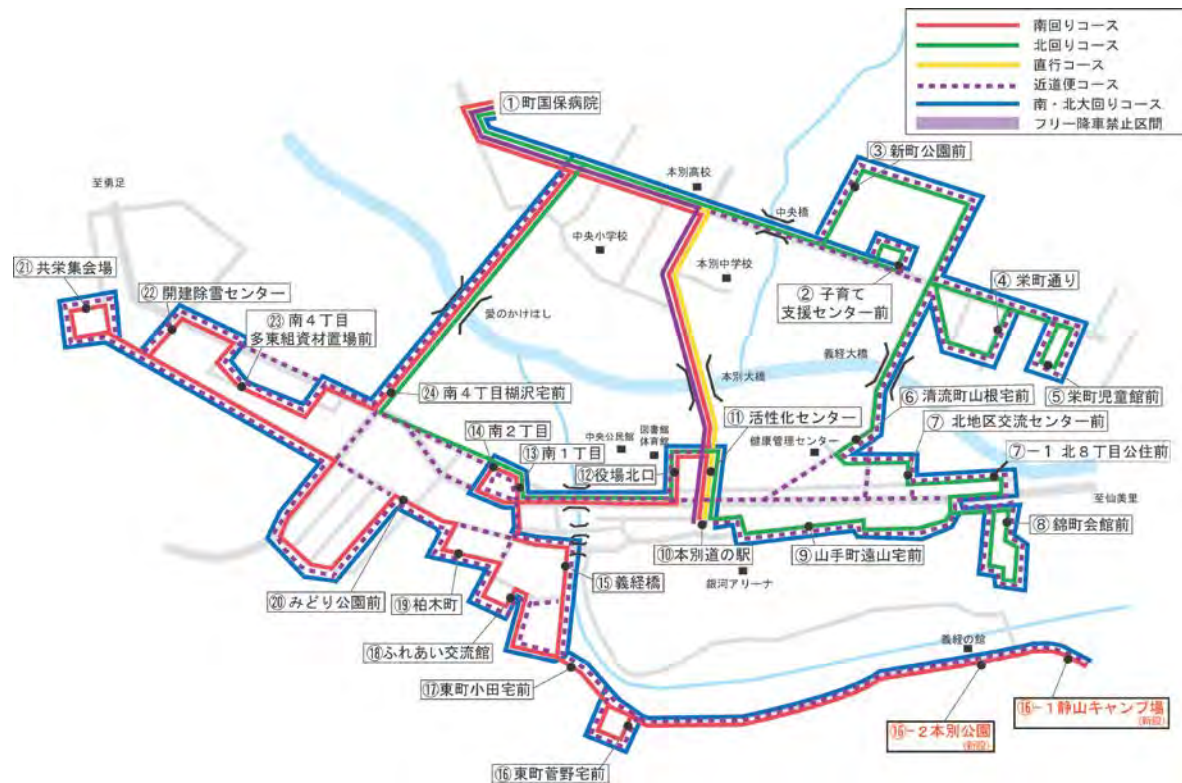 南回りコース
北回りコース
直行コース
近道便コース
南・北大回りコース
フリー降車禁止区間
①町国保病院
③新町公園前
本別高校
至勇足
中央橋
中央小学校
本別中学校
㉑共栄集会場
㉒開建除雪センター
②子育て
支援センター前
④栄町通り
㉓南4丁目
多東組資材置場前
愛のかけはし
義経大橋
本別大橋
⑤栄町児童館前
㉔南4丁目楜沢宅前
⑥清流町山根宅前
⑪活性化センター
⑦北地区交流センター前
⑭南2丁目
中央公民館
図書館
体育館
健康管理センター
⑬南1丁目
⑦-1 北8丁目公住前
⑫役場北口
至仙美里
⑧錦町会館前
⑩本別道の駅
⑨山手町遠山宅前
銀河アリーナ
⑮義経橋
⑳みどり公園前
⑲柏木町
⑱ふれあい交流館
義経の館
⑰東町小田宅前
⑯-1静山キャンプ場
(新設)
⑯-2本別公園
(新設)
⑯東町菅野宅前